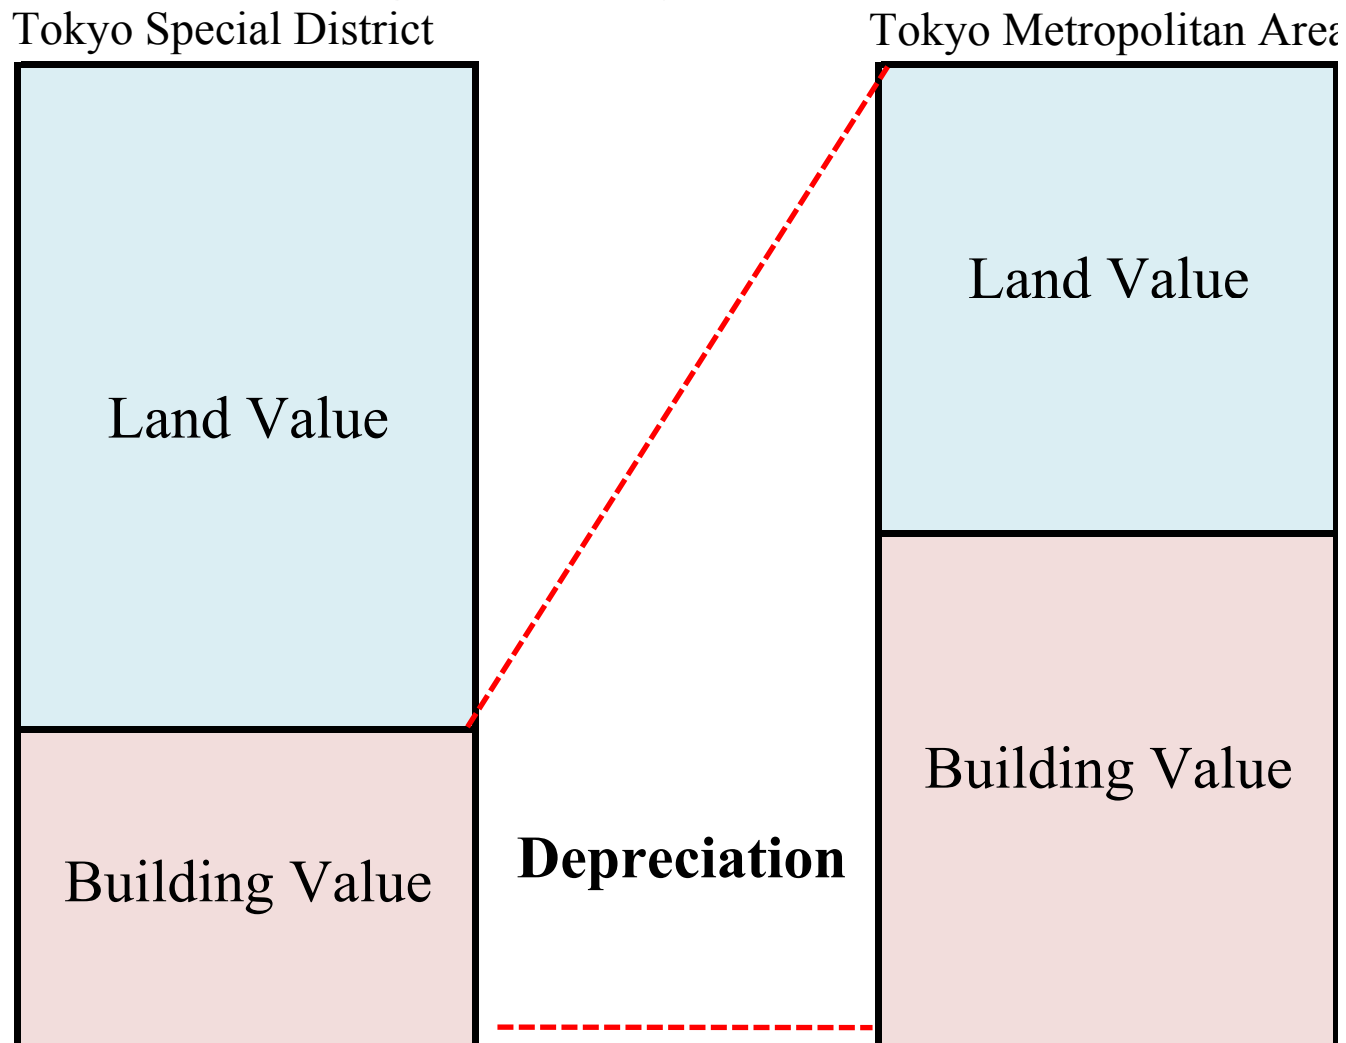 Tokyo Special District
Tokyo Metropolitan Area
Land Value
Land Value
Building Value
Depreciation
Building Value